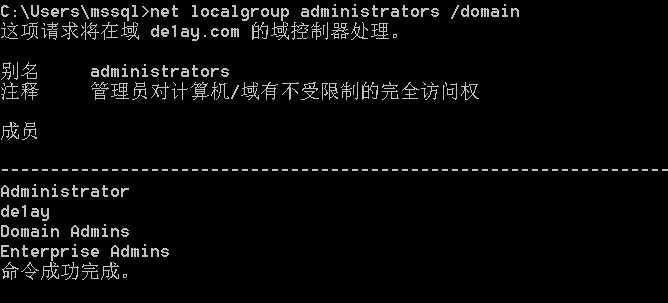 C:\Users\mssql>net localgroup administrators /domain
这项请求将在域 de1ay.com 的域控制器处理。
别名     administrators
注释     管理员对计算机/域有不受限制的完全访问权
成员
-------------------------------------------------------------------------------
Administrator
de1ay
Domain Admins
Enterprise Admins
命令成功完成。